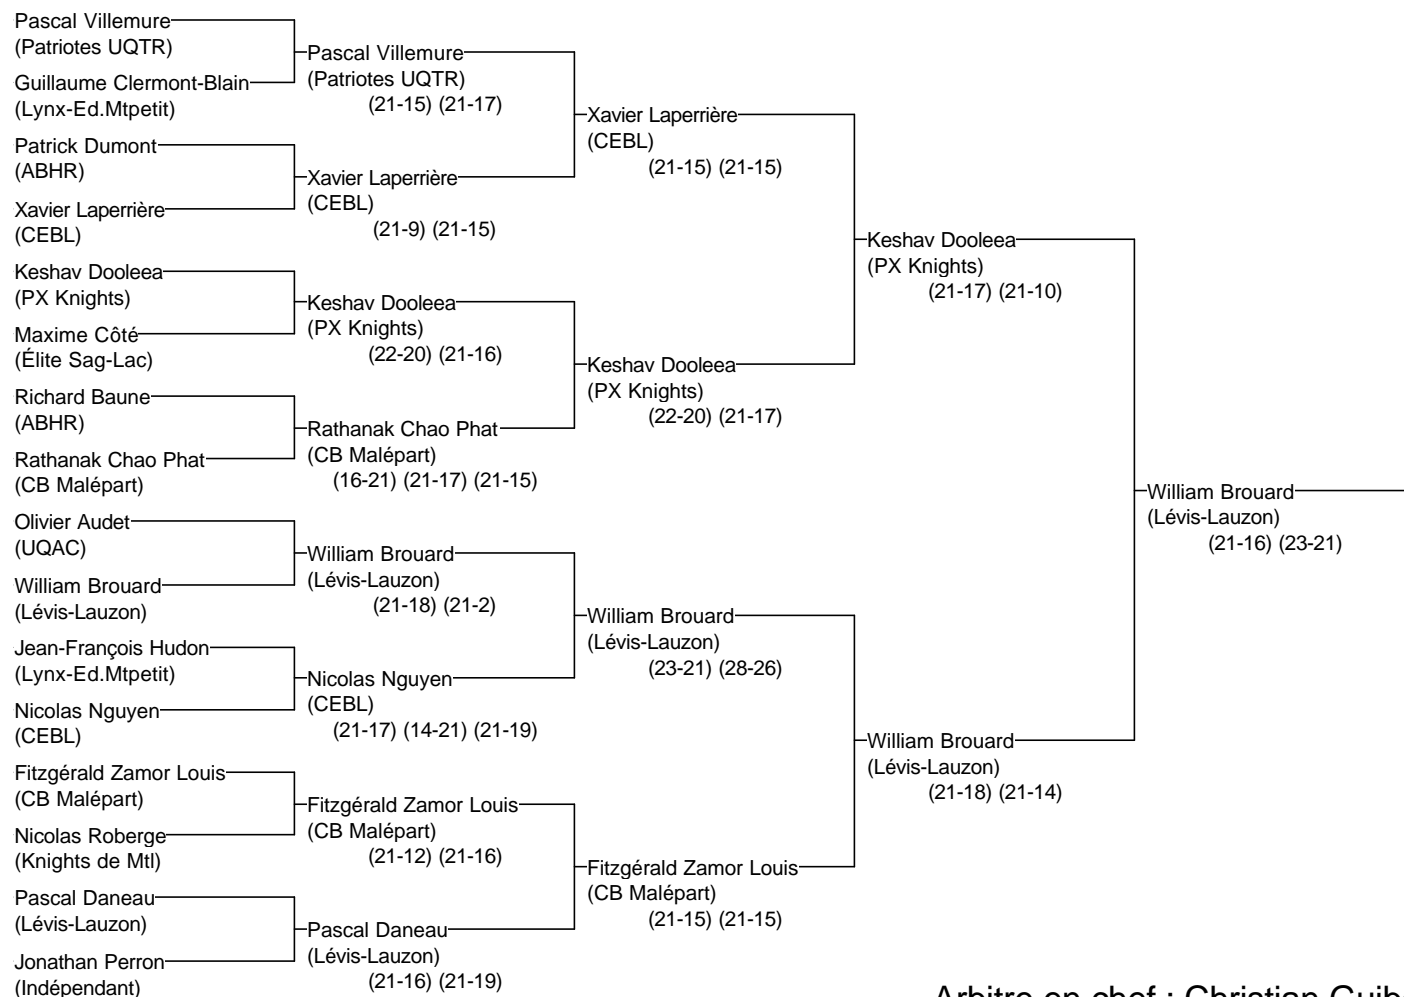 Pascal Villemure
(Patriotes UQTR)
Guillaume Clermont-Blain
(Lynx-Ed.Mtpetit)
Patrick Dumont
(ABHR)
Xavier Laperrière
(CEBL)
Keshav Dooleea
(PX Knights)
Maxime Côté
(Élite Sag-Lac)
Richard Baune
(ABHR)
Rathanak Chao Phat
(CB Malépart)
Olivier Audet
(UQAC)
William Brouard
(Lévis-Lauzon)
Jean-François Hudon
(Lynx-Ed.Mtpetit)
Nicolas Nguyen
(CEBL)
Fitzgérald Zamor Louis
(CB Malépart)
Nicolas Roberge
(Knights de Mtl)
Pascal Daneau
(Lévis-Lauzon)
Jonathan Perron
(Indépendant)
Pascal Villemure
(Patriotes UQTR)
(21-15) (21-17)
Xavier Laperrière
(CEBL)
(21-9) (21-15)
Keshav Dooleea
(PX Knights)
(22-20) (21-16)
Rathanak Chao Phat
(CB Malépart)
(16-21) (21-17) (21-15)
William Brouard
(Lévis-Lauzon)
(21-18) (21-2)
Nicolas Nguyen
(CEBL)
(21-17) (14-21) (21-19)
Fitzgérald Zamor Louis
(CB Malépart)
(21-12) (21-16)
Pascal Daneau
(Lévis-Lauzon)
(21-16) (21-19)
Xavier Laperrière
(CEBL)
(21-15) (21-15)
Keshav Dooleea
(PX Knights)
(22-20) (21-17)
William Brouard
(Lévis-Lauzon)
(23-21) (28-26)
Fitzgérald Zamor Louis
(CB Malépart)
(21-15) (21-15)
Keshav Dooleea
(PX Knights)
(21-17) (21-10)
William Brouard
(Lévis-Lauzon)
(21-18) (21-14)
William Brouard
(Lévis-Lauzon)
(21-16) (23-21)
Arbitre en chef : Christian Guib